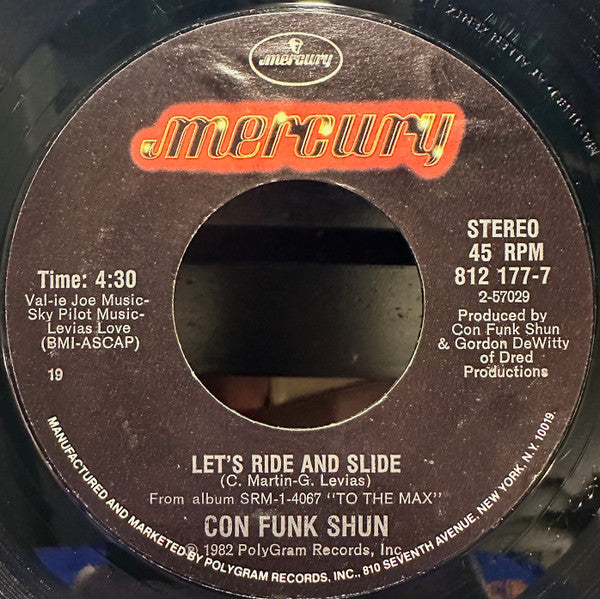 mercury
mercury
STEREO
45 RPM
812 177-7
2-57029
Produced by
Con Funk Shun
& Gordon DeWitty
of Dred
Productions
Time: 4:30
Val-ie Joe Music-
Sky Pilot Music-
Levias Love
(BMI-ASCAP)
19
LET'S RIDE AND SLIDE
(C. Martin-G. Levias)
From album SRM-1-4067 "TO THE MAX"
CON FUNK SHUN
Ⓟ 1982 PolyGram Records, Inc.
MANUFACTURED AND MARKETED BY POLYGRAM RECORDS, INC., 810 SEVENTH AVENUE, NEW YORK, N.Y. 10019.